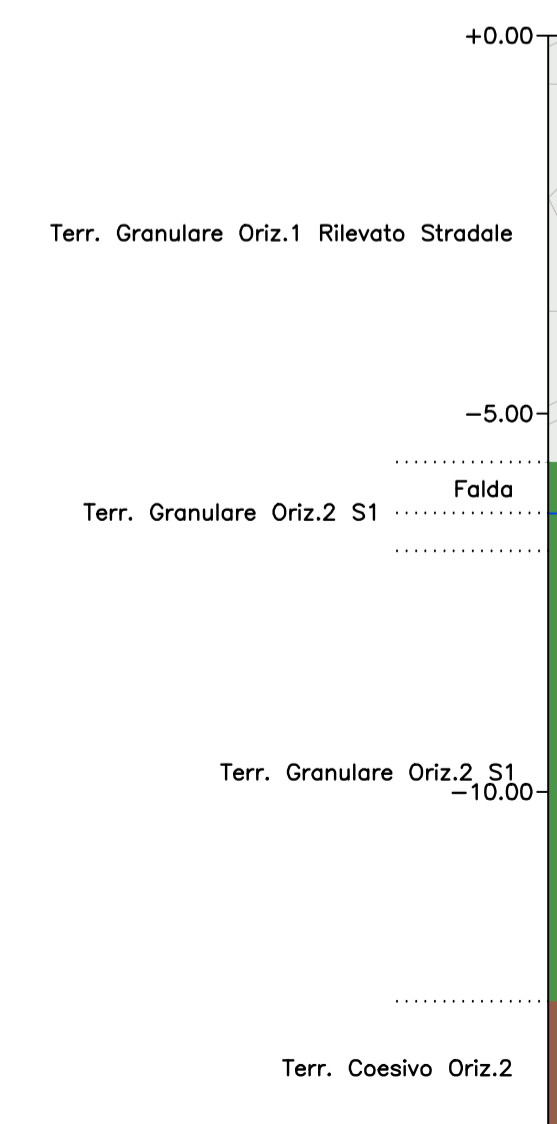 +0.00
Terr. Granulare Oriz.1 Rilevato Stradale
−5.00
Falda
Terr. Granulare Oriz.2 S1
Terr. Granulare Oriz.2 S1
−10.00
Terr. Coesivo Oriz.2